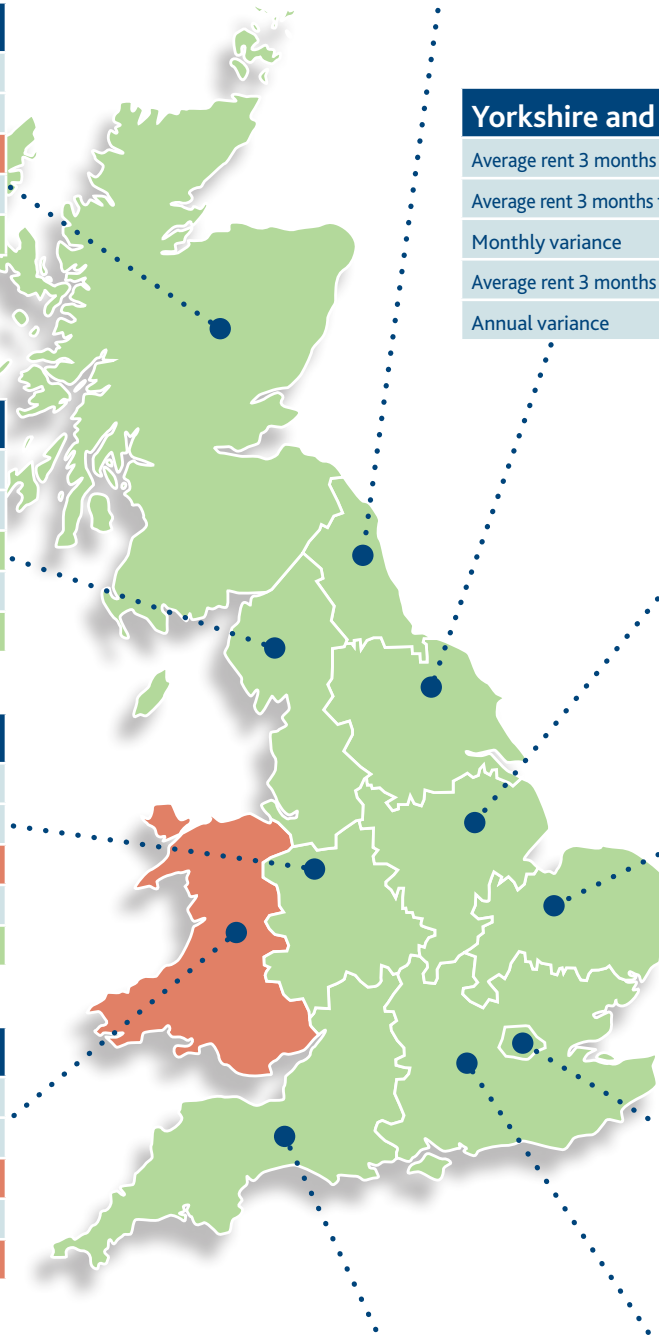 Yorkshire and
Average rent 3 months
Average rent 3 months
Monthly variance
Average rent 3 months
Annual variance